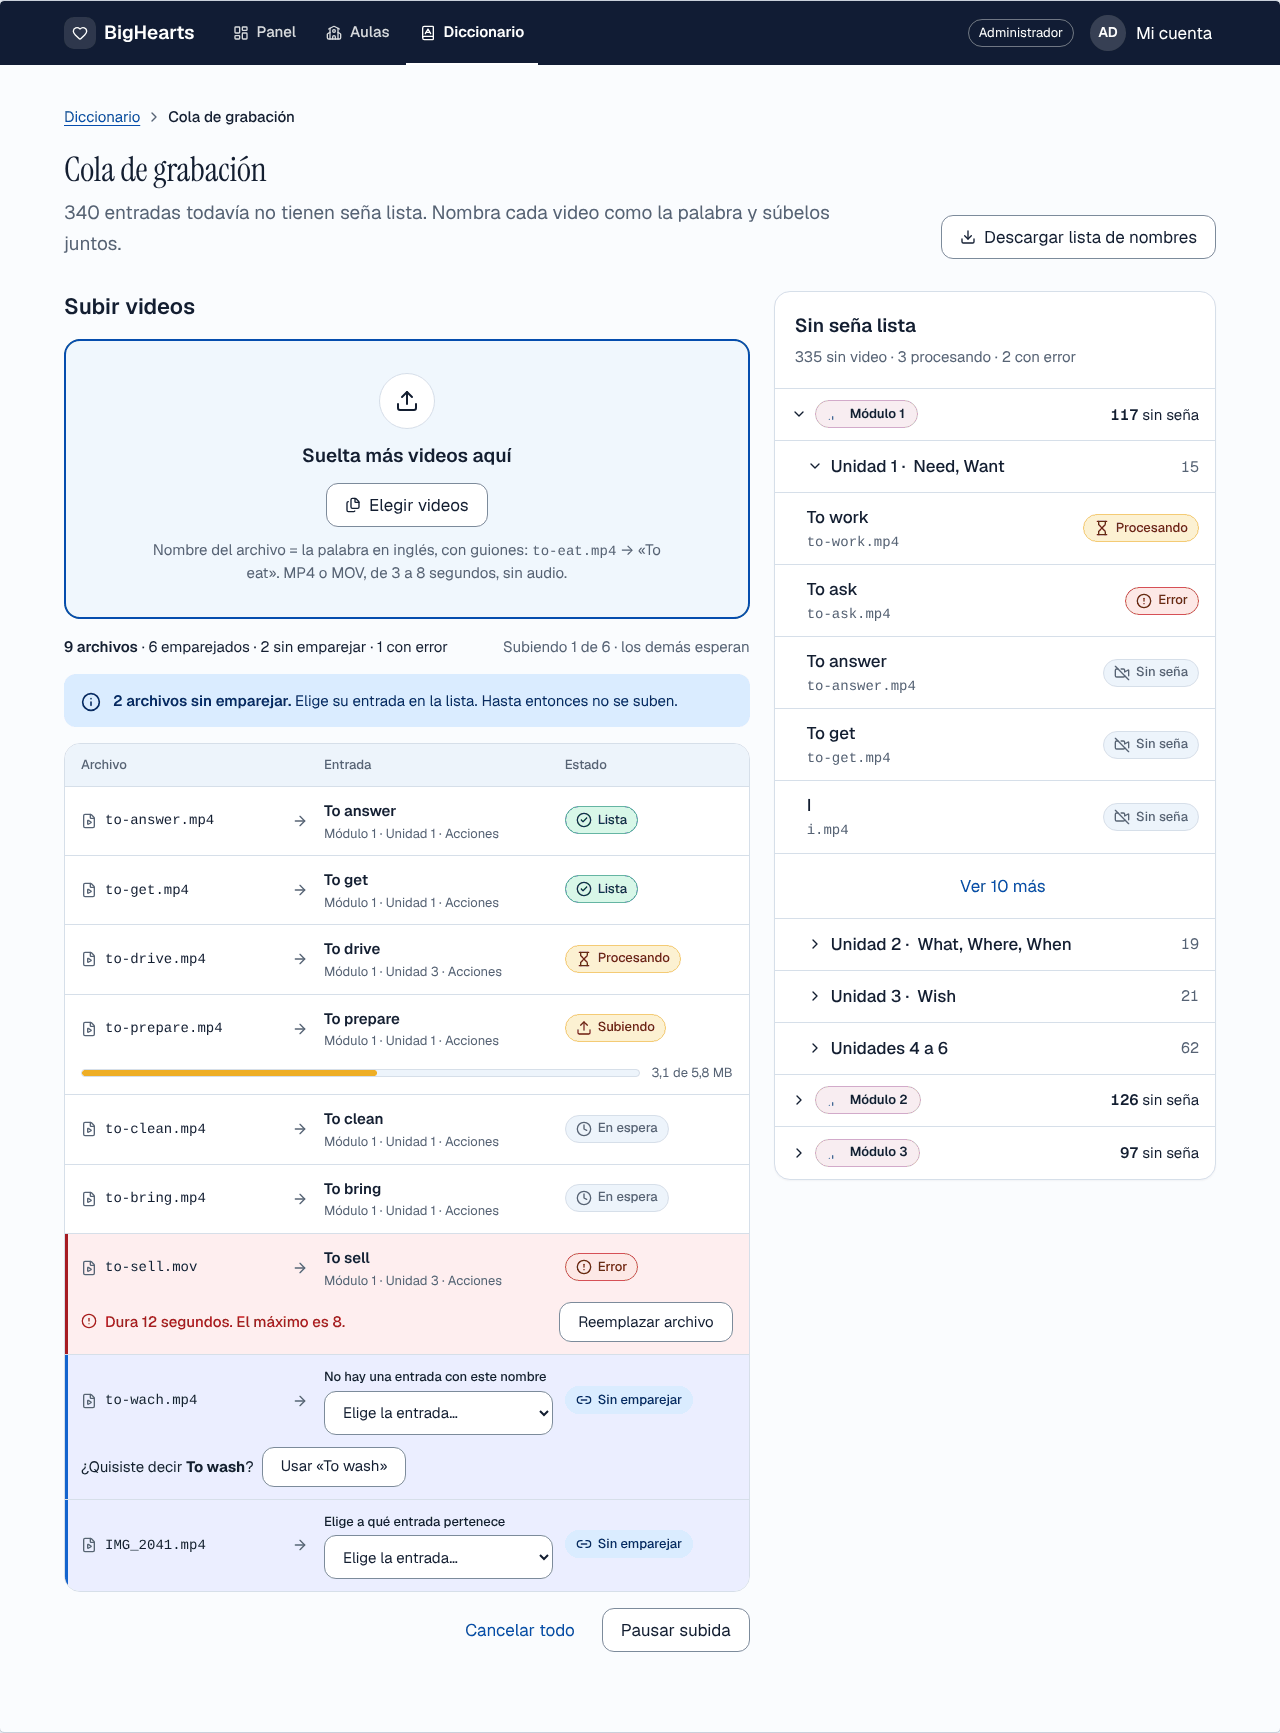 BigHearts
Panel
Aulas
Diccionario
Administrador
AD
Mi cuenta
Diccionario > Cola de grabación
Cola de grabación
340 entradas todavía no tienen seña lista. Nombra cada video como la palabra y súbelos
juntos.
Descargar lista de nombres
Subir videos
Suelta más videos aquí
Elegir videos
Nombre del archivo = la palabra en inglés, con guiones: to-eat.mp4 → «To
eat». MP4 o MOV, de 3 a 8 segundos, sin audio.
9 archivos · 6 emparejados · 2 sin emparejar · 1 con error
Subiendo 1 de 6 · los demás esperan
2 archivos sin emparejar. Elige su entrada en la lista. Hasta entonces no se suben.
Archivo
Entrada
Estado
to-answer.mp4 → To answer
Módulo 1 · Unidad 1 · Acciones
Lista
to-get.mp4 → To get
Módulo 1 · Unidad 1 · Acciones
Lista
to-drive.mp4 → To drive
Módulo 1 · Unidad 3 · Acciones
Procesando
to-prepare.mp4 → To prepare
Módulo 1 · Unidad 1 · Acciones
Subiendo
3,1 de 5,8 MB
to-clean.mp4 → To clean
Módulo 1 · Unidad 1 · Acciones
En espera
to-bring.mp4 → To bring
Módulo 1 · Unidad 1 · Acciones
En espera
to-sell.mov → To sell
Módulo 1 · Unidad 3 · Acciones
Error
Dura 12 segundos. El máximo es 8.
Reemplazar archivo
No hay una entrada con este nombre
to-wach.mp4 → Elige la entrada...
Sin emparejar
¿Quisiste decir To wash?
Usar «To wash»
Elige a qué entrada pertenece
IMG_2041.mp4 → Elige la entrada...
Sin emparejar
Cancelar todo
Pausar subida
Sin seña lista
335 sin video · 3 procesando · 2 con error
Módulo 1
117 sin seña
Unidad 1 · Need, Want
15
To work
to-work.mp4
Procesando
To ask
to-ask.mp4
Error
To answer
to-answer.mp4
Sin seña
To get
to-get.mp4
Sin seña
I
i.mp4
Sin seña
Ver 10 más
Unidad 2 · What, Where, When
19
Unidad 3 · Wish
21
Unidades 4 a 6
62
Módulo 2
126 sin seña
Módulo 3
97 sin seña